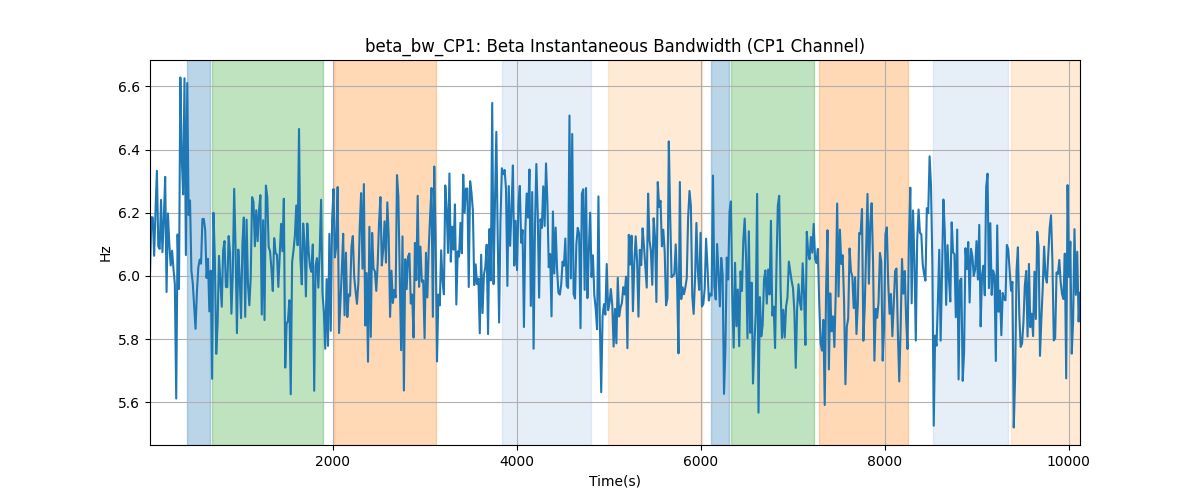 beta_bw_CP1: Beta Instantaneous Bandwidth (CP1 Channel)
6.6
6.4
6.2
6.0
5.8
5.6
Hz
2000 4000 6000 8000 10000
Time(s)